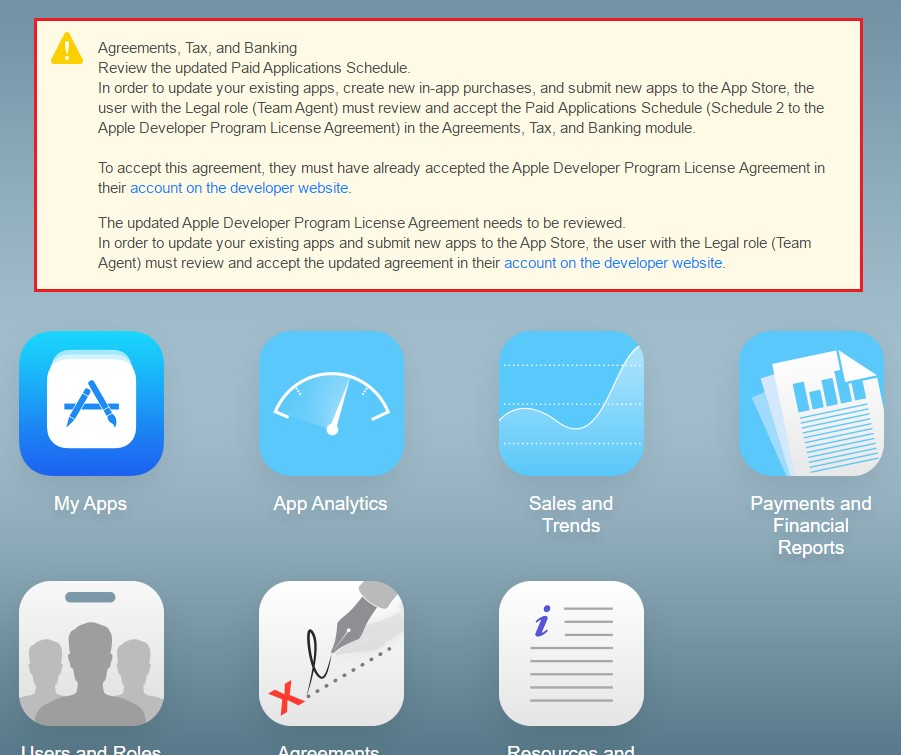 Agreements, Tax, and Banking
Review the updated Paid Applications Schedule.
In order to update your existing apps, create new in-app purchases, and submit new apps to the App Store, the
user with the Legal role (Team Agent) must review and accept the Paid Applications Schedule (Schedule 2 to the
Apple Developer Program License Agreement) in the Agreements, Tax, and Banking module.
To accept this agreement, they must have already accepted the Apple Developer Program License Agreement in
their account on the developer website.
The updated Apple Developer Program License Agreement needs to be reviewed.
In order to update your existing apps and submit new apps to the App Store, the user with the Legal role (Team
Agent) must review and accept the updated agreement in their account on the developer website.
My Apps
App Analytics
Sales and
Trends
Payments and
Financial
Reports
Users and Roles
Agreements
Resources and